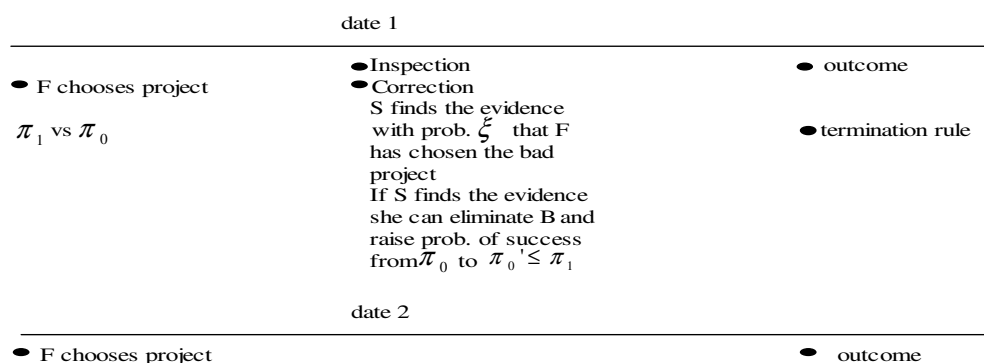 date 1
● F chooses project
π₁ vs π₀
● Inspection
● Correction
S finds the evidence
with prob. ξ that F
has chosen the bad
project
If S finds the evidence
she can eliminate B and
raise prob. of success
from π₀ to π₀' ≤ π₁
● outcome
● termination rule
date 2
● F chooses project
● outcome